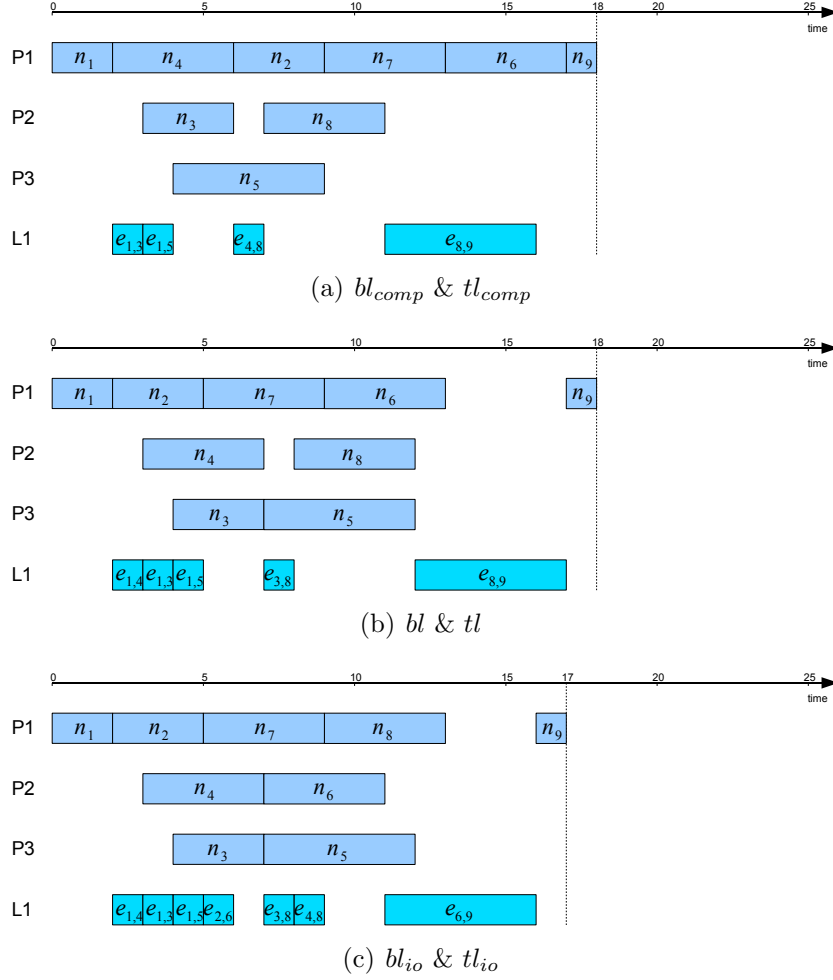 0 5 10 15 18 20 25
time
P1 n1 n4 n2 n7 n6 n9
P2 n3 n8
P3 n5
L1 e1,3 e1,5 e4,8 e8,9
(a) blcomp & tlcomp
0 5 10 15 18 20 25
time
P1 n1 n2 n7 n6 n9
P2 n4 n8
P3 n3 n5
L1 e1,4 e1,3 e1,5 e3,8 e8,9
(b) bl & tl
0 5 10 15 17 20 25
time
P1 n1 n2 n7 n8 n9
P2 n4 n6
P3 n3 n5
L1 e1,4 e1,3 e1,5 e2,6 e3,8 e4,8 e6,9
(c) blio & tlio